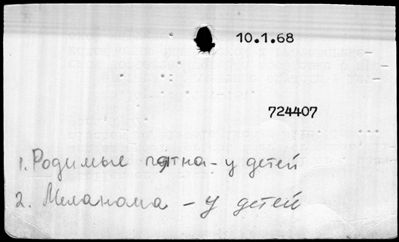 10.1.68
724407
1. Родимые пятна - у детей
2. Меланома - у детей